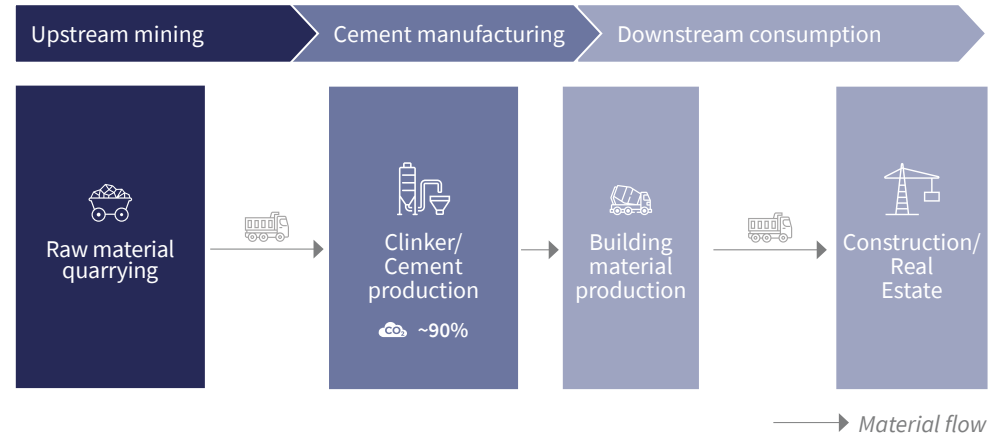 Upstream mining
Cement manufacturing
Downstream consumption
Raw material
quarrying
Clinker/
Cement
production
CO₂ ~90%
Building
material
production
Construction/
Real
Estate
Material flow